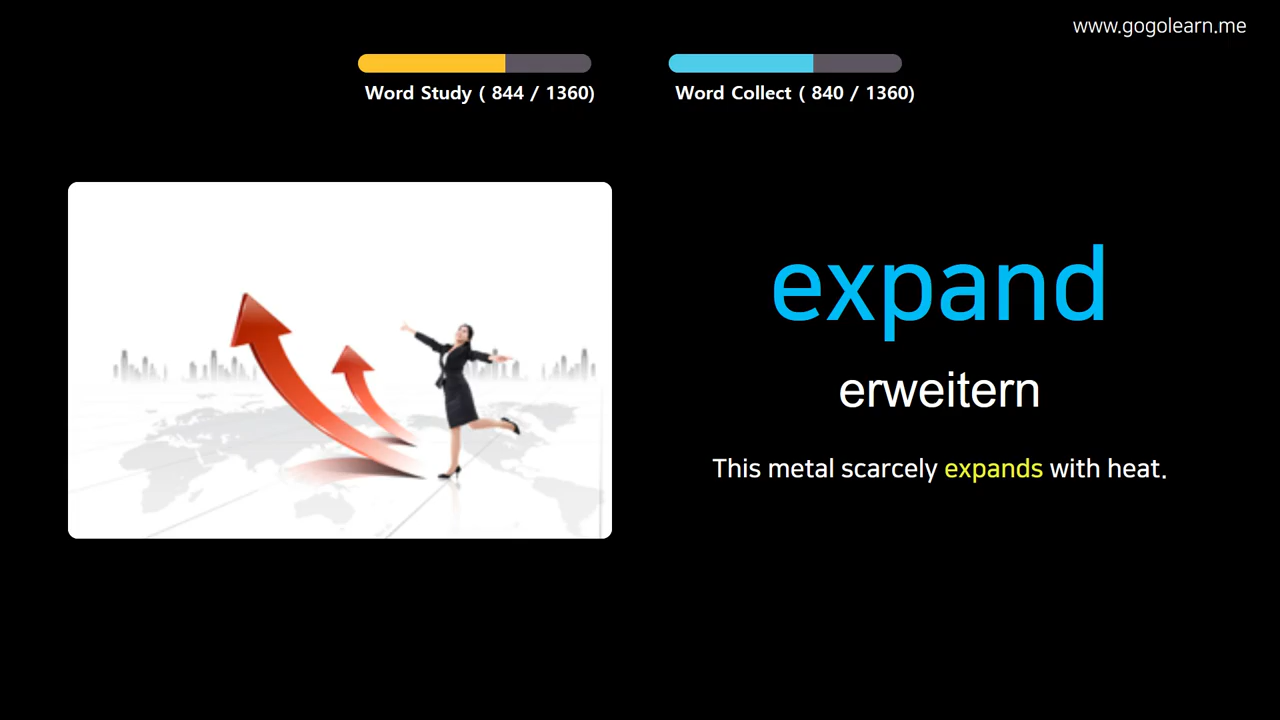 www.gogolearn.me
Word Study ( 844 / 1360)
Word Collect ( 840 / 1360)
expand
erweitern
This metal scarcely expands with heat.